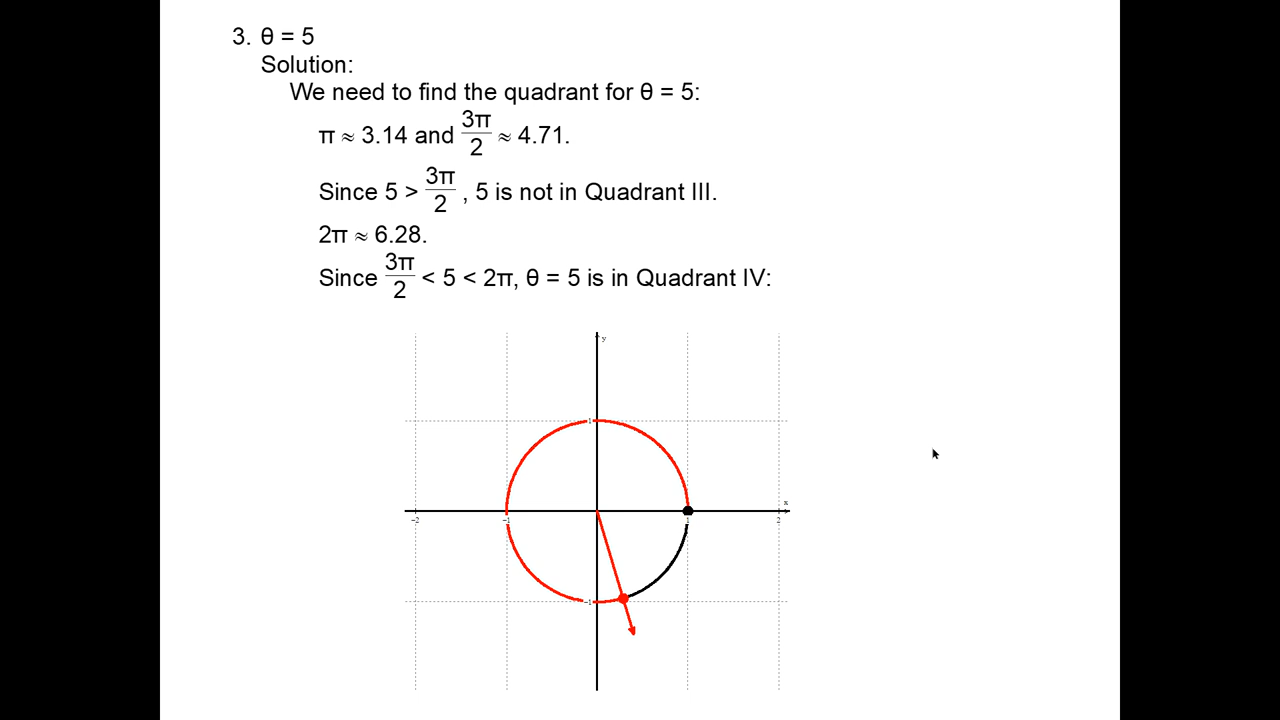 3. θ = 5
Solution:
We need to find the quadrant for θ = 5:
π ≈ 3.14 and 3π/2 ≈ 4.71.
Since 5 > 3π/2 , 5 is not in Quadrant III.
2π ≈ 6.28.
Since 3π/2 < 5 < 2π, θ = 5 is in Quadrant IV:
y
1
x
−2 −1 1 2
−1